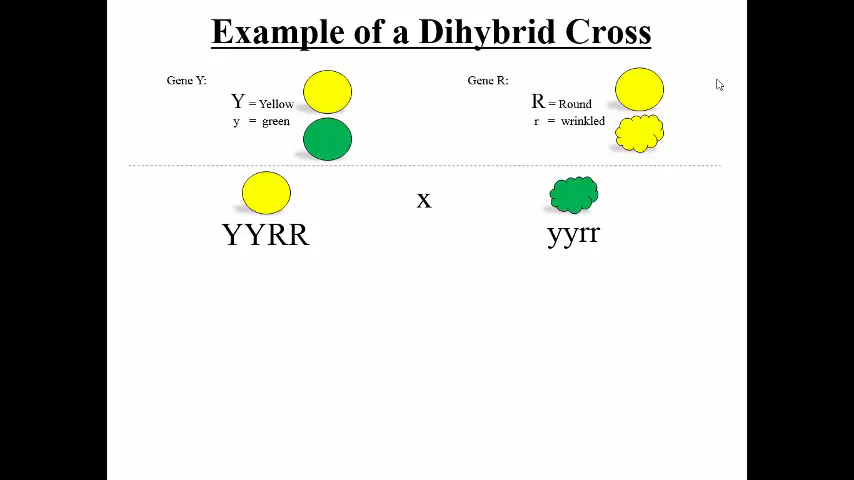 Example of a Dihybrid Cross
Gene Y:
Y = Yellow
y = green
Gene R:
R = Round
r = wrinkled
x
YYRR
yyrr